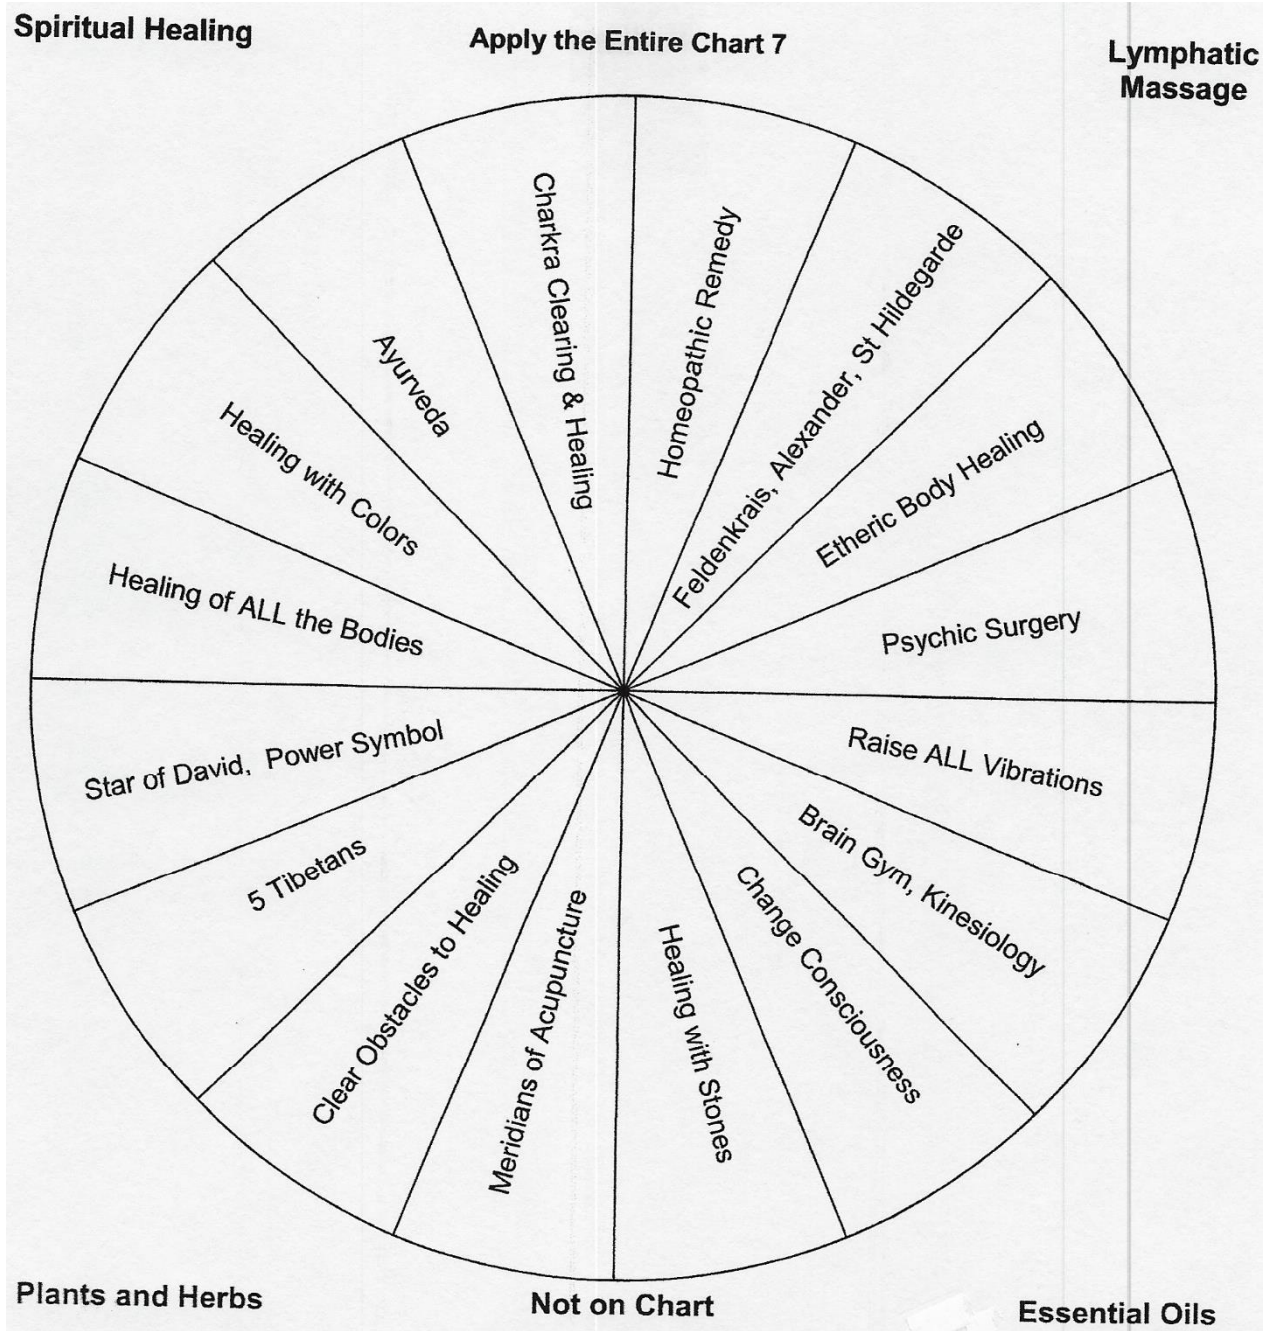 Spiritual Healing
Apply the Entire Chart 7
Lymphatic
Massage
Charkra Clearing & Healing
Homeopathic Remedy
Feldenkrais, Alexander, St Hildegarde
Etheric Body Healing
Psychic Surgery
Raise ALL Vibrations
Brain Gym, Kinesiology
Change Consciousness
Healing with Stones
Meridians of Acupuncture
Clear Obstacles to Healing
5 Tibetans
Star of David, Power Symbol
Healing of ALL the Bodies
Healing with Colors
Ayurveda
Plants and Herbs
Not on Chart
Essential Oils